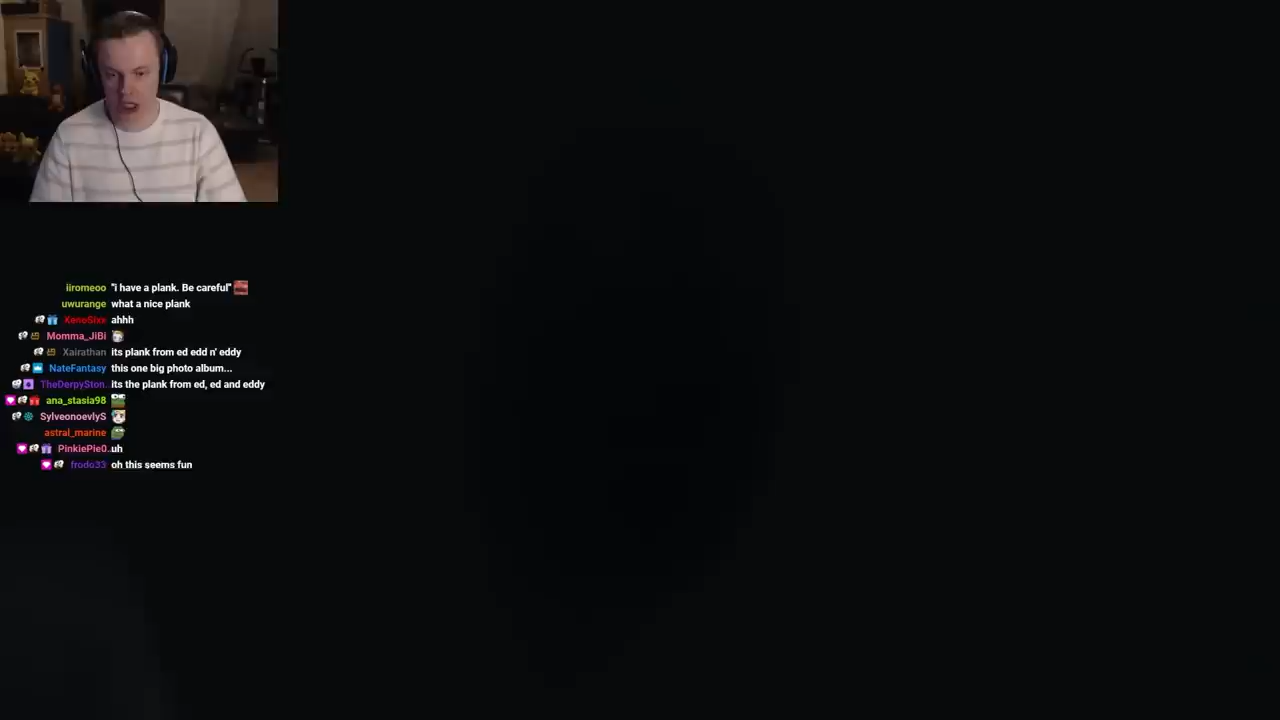 iiromeoo "i have a plank. Be careful"
uwurange what a nice plank
XenoSixx ahhh
Momma_JiBi
Xairathan its plank from ed edd n' eddy
NateFantasy this one big photo album...
TheDerpySton.. its the plank from ed, ed and eddy
ana_stasia98
SylveonoevlyS
astral_marine
PinkiePie0.. uh
frodo33 oh this seems fun